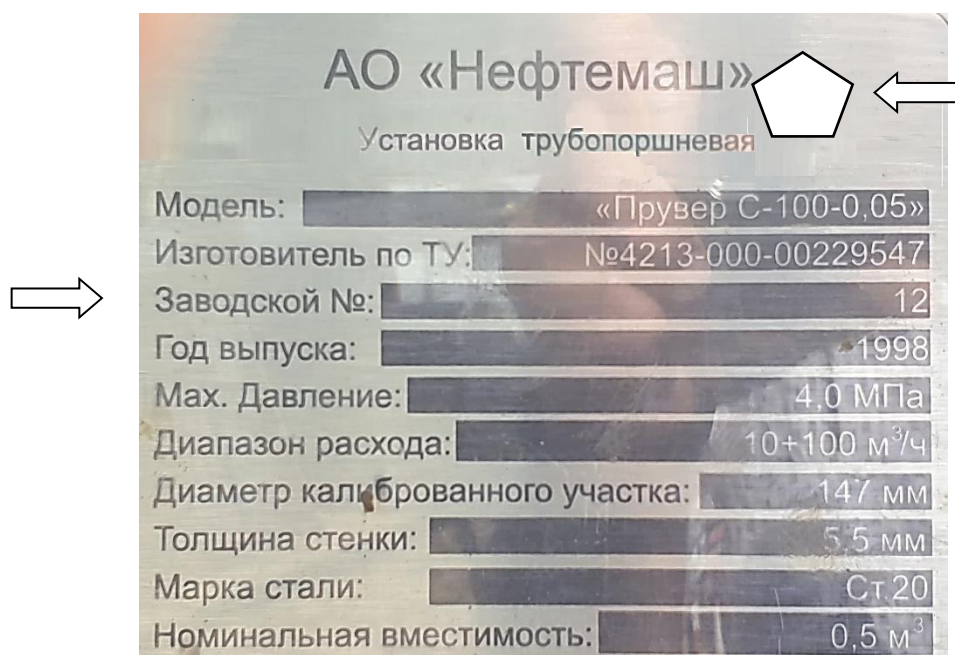 АО «Нефтемаш»
Установка трубопоршневая
Модель: «Прувер С-100-0,05»
Изготовитель по ТУ: №4213-000-00229547
Заводской №: 12
Год выпуска: 1998
Мах. Давление: 4,0 МПа
Диапазон расхода: 10÷100 м³/ч
Диаметр калиброванного участка: 147 мм
Толщина стенки: 5,5 мм
Марка стали: Ст.20
Номинальная вместимость: 0,5 м³